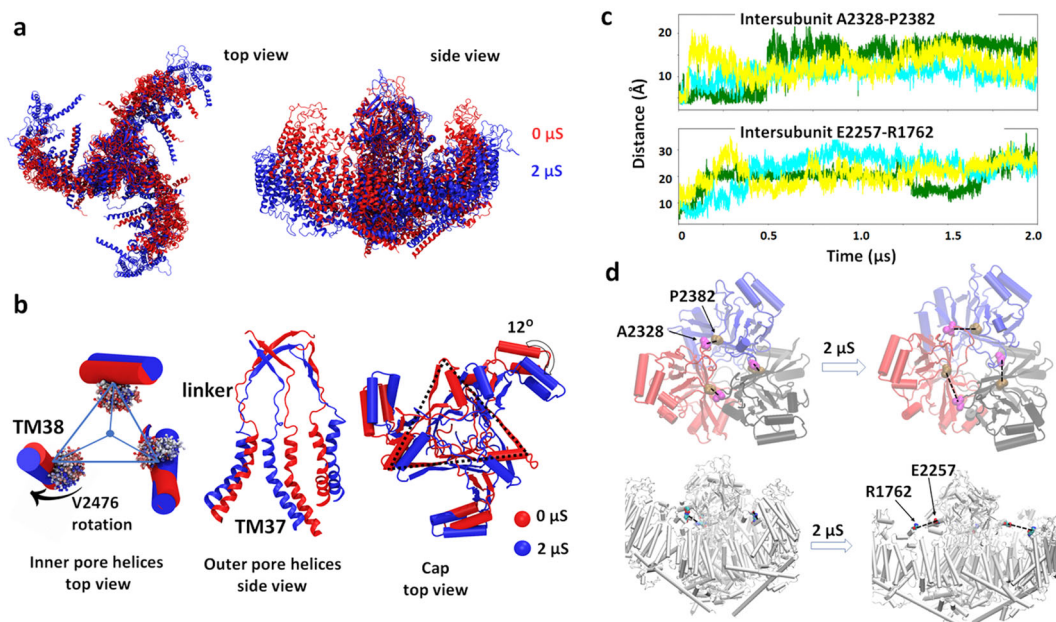 a
top view
side view
0 µS
2 µS
b
TM38
V2476
rotation
Inner pore helices
top view
linker
TM37
Outer pore helices
side view
12o
0 µS
2 µS
Cap
top view
c
Intersubunit A2328-P2382
20
10
Intersubunit E2257-R1762
30
20
10
Distance (Å)
0 0.5 1.0 1.5 2.0
Time (µs)
d
P2382
A2328
2 µS
E2257
R1762
2 µS